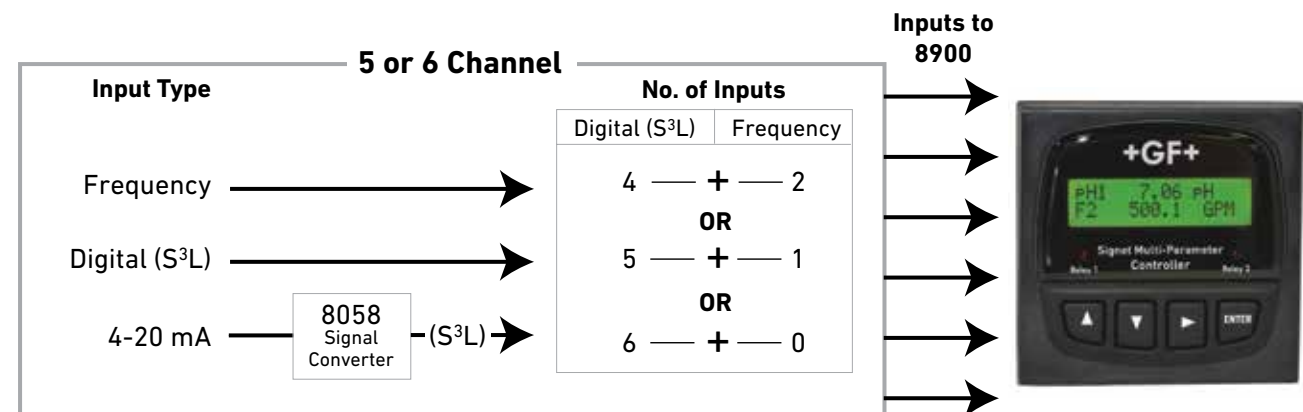 Inputs to
8900
5 or 6 Channel
Input Type
No. of Inputs
Digital (S³L) Frequency
Frequency
4 — + — 2
OR
Digital (S³L)
5 — + — 1
OR
4-20 mA
8058
Signal
Converter
(S³L)
6 — + — 0
+GF+
pH1 7.06 pH
F2 500.1 GPM
Signet Multi-Parameter
Controller
Relay 1
Relay 2
ENTER